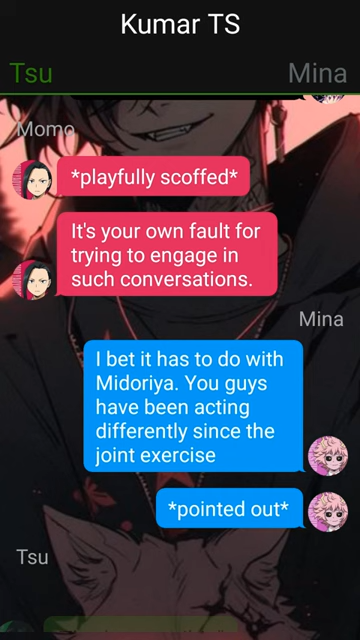 Kumar TS
Tsu
Mina
Momo
*playfully scoffed*
It's your own fault for
trying to engage in
such conversations.
Mina
I bet it has to do with
Midoriya. You guys
have been acting
differently since the
joint exercise
*pointed out*
Tsu